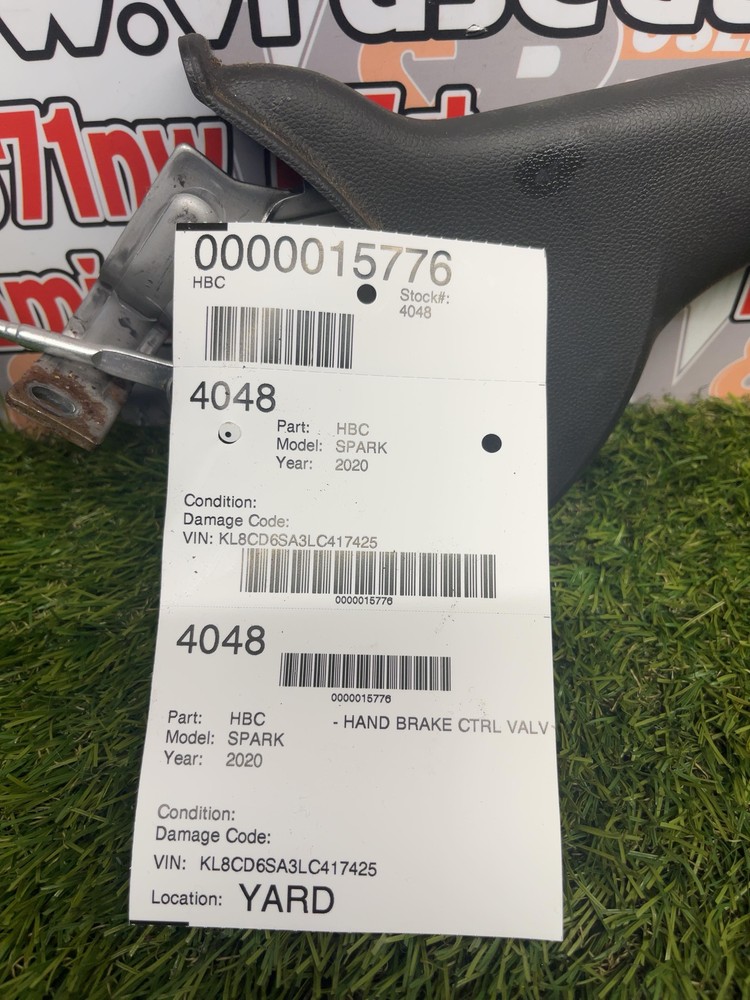 671nw
0000015776
HBC
Stock#:
4048
4048
Part: HBC
Model: SPARK
Year: 2020
Condition:
Damage Code:
VIN: KL8CD6SA3LC417425
0000015776
4048
0000015776
Part: HBC - HAND BRAKE CTRL VALV
Model: SPARK
Year: 2020
Condition:
Damage Code:
VIN: KL8CD6SA3LC417425
Location: YARD